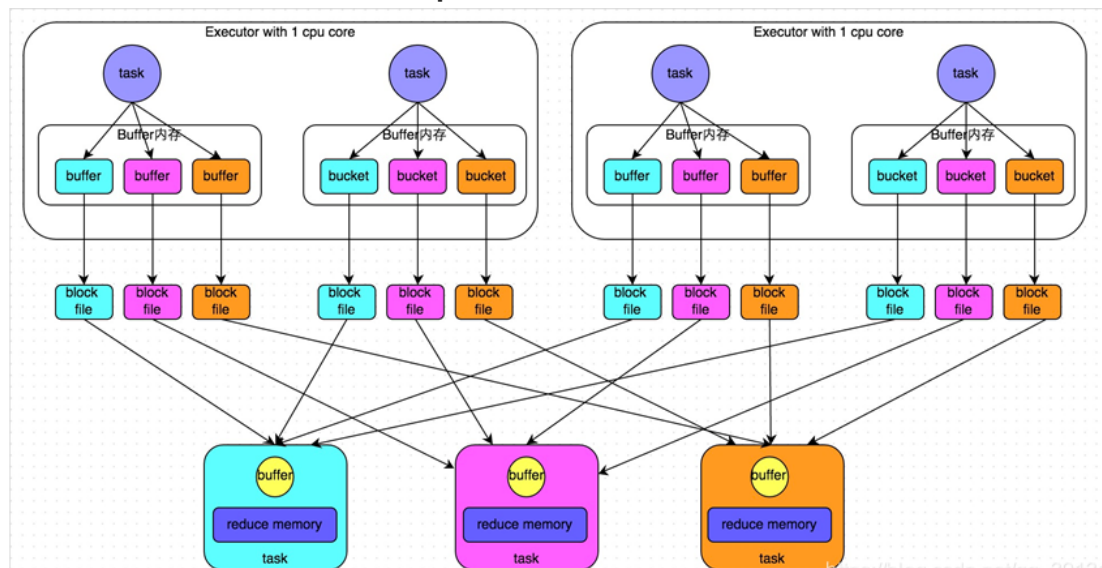 Executor with 1 cpu core
Executor with 1 cpu core
task
task
task
task
Buffer内存
Buffer内存
Buffer内存
Buffer内存
buffer
buffer
buffer
bucket
bucket
bucket
buffer
buffer
buffer
bucket
bucket
bucket
block
file
block
file
block
file
block
file
block
file
block
file
block
file
block
file
block
file
block
file
block
file
block
file
buffer
buffer
buffer
reduce memory
reduce memory
reduce memory
task
task
task